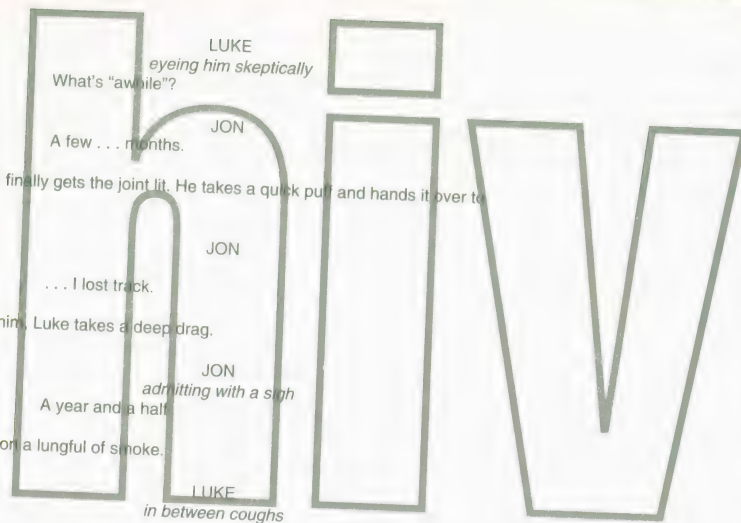 LUKE
eyeing him skeptically
What's "awhile"?
JON
A few . . . months.
finally gets the joint lit. He takes a quick puff and hands it over to
JON
. . . I lost track.
him, Luke takes a deep drag.
JON
admitting with a sigh
A year and a half
on a lungful of smoke.
LUKE
in between coughs
hiv